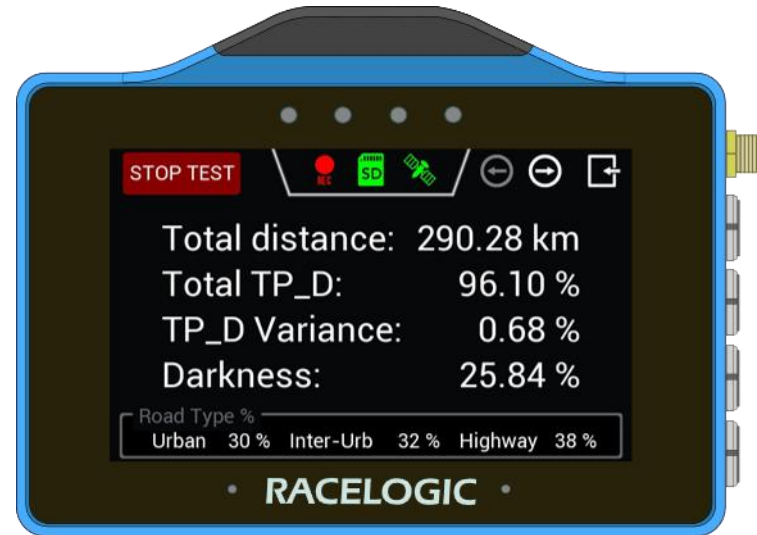 STOP TEST REC SD
Total distance: 290.28 km
Total TP_D: 96.10 %
TP_D Variance: 0.68 %
Darkness: 25.84 %
Road Type %
Urban 30 % Inter-Urb 32 % Highway 38 %
RACELOGIC